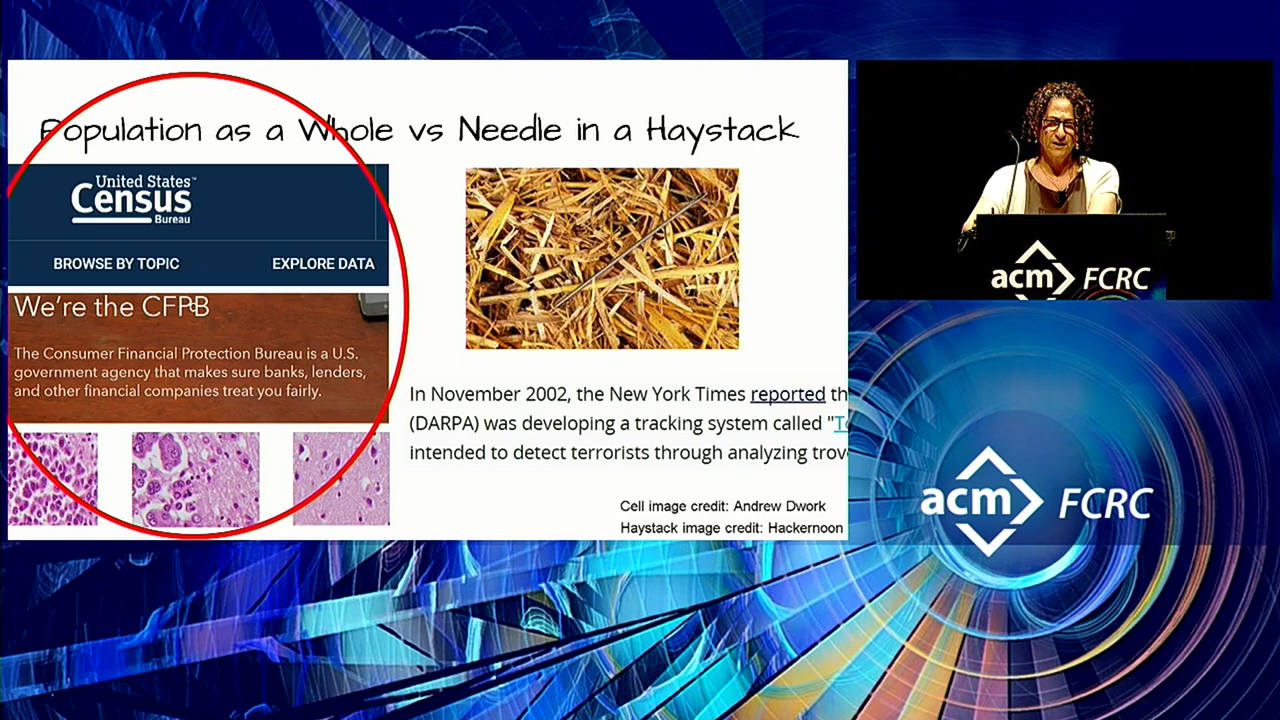 Population as a Whole vs Needle in a Haystack
United States™
Census
Bureau
BROWSE BY TOPIC
EXPLORE DATA
We're the CFPB
The Consumer Financial Protection Bureau is a U.S.
government agency that makes sure banks, lenders,
and other financial companies treat you fairly.
In November 2002, the New York Times reported
(DARPA) was developing a tracking system called "
intended to detect terrorists through analyzing
Cell image credit: Andrew Dwork
Haystack image credit: Hackernoon
acm FCRC
acm FCRC